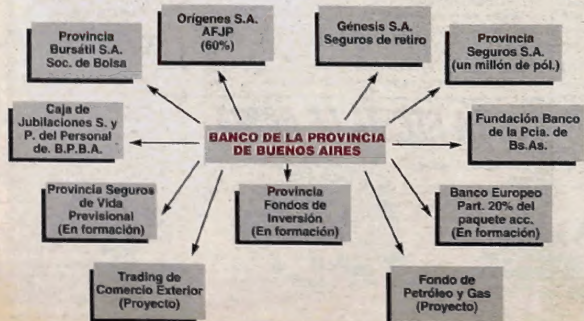 Provincia
Bursátil S.A.
Soc. de Bolsa
Orígenes S.A.
AFJP
(60%)
Génesis S.A.
Seguros de retiro
Provincia
Seguros S.A.
(un millón de pól.)
Caja de
Jubilaciones S. y
P. del Personal
de. B.P.B.A.
BANCO DE LA PROVINCIA
DE BUENOS AIRES
Fundación Banco
de la Pcia. de
Bs.As.
Provincia Seguros
de Vida
Previsional
(En formación)
Provincia
Fondos de
Inversión
(En formación)
Banco Europeo
Part. 20% del
paquete acc.
(En formación)
Trading de
Comercio Exterior
(Proyecto)
Fondo de
Petróleo y Gas
(Proyecto)